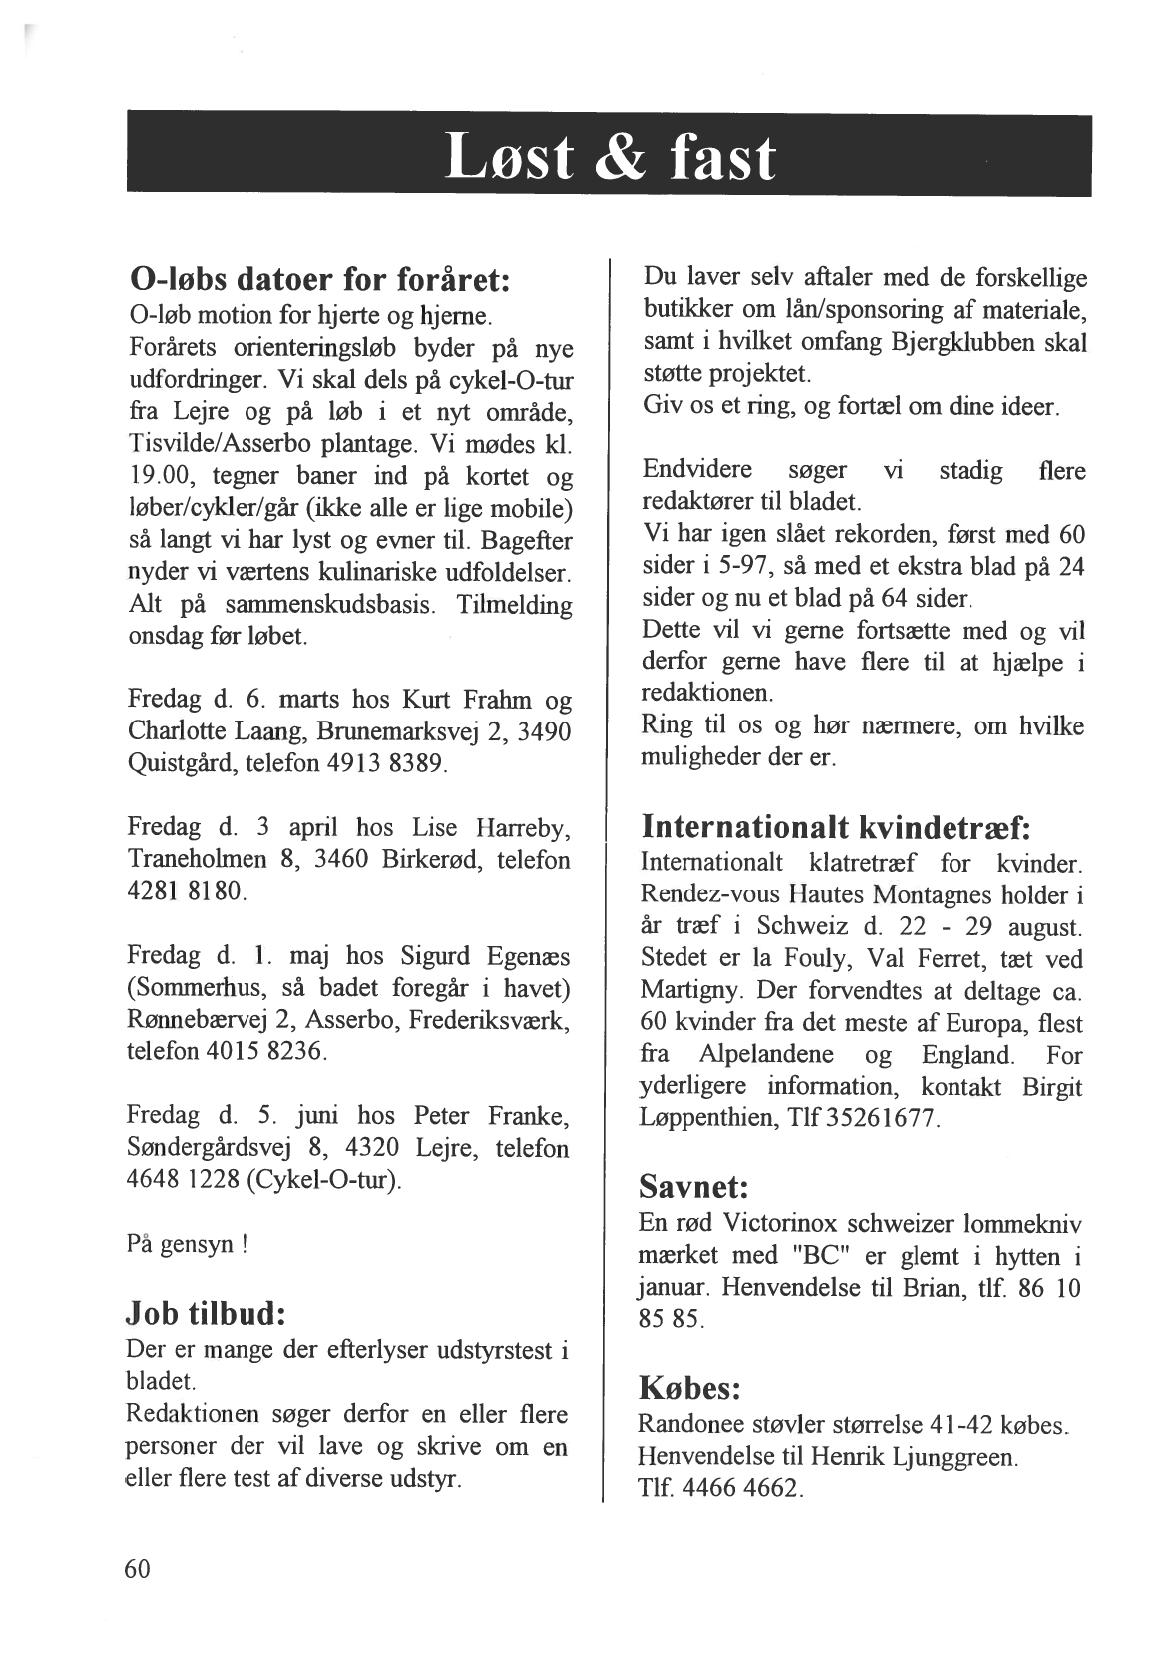 Løst & fast
O-løbs datoer for foråret:
O-løb motion for hjerte og hjerne.
Forårets orienteringsløb byder på nye
udfordringer. Vi skal dels på cykel-O-tur
fra Lejre og på løb i et nyt område,
Tisvilde/Asserbo plantage. Vi mødes kl.
19.00, tegner baner ind på kortet og
løber/cykler/går (ikke alle er lige mobile)
så langt vi har lyst og evner til. Bagefter
nyder vi værtens kulinariske udfoldelser.
Alt på sammenskudsbasis. Tilmelding
onsdag før løbet.
Fredag d. 6. marts hos Kurt Frahm og
Charlotte Laang, Brunemarksvej 2, 3490
Quistgård, telefon 4913 8389.
Fredag d. 3 april hos Lise Harreby,
Traneholmen 8, 3460 Birkerød, telefon
4281 8180.
Fredag d. 1. maj hos Sigurd Egenæs
(Sommerhus, så badet foregår i havet)
Rønnebærvej 2, Asserbo, Frederiksværk,
telefon 4015 8236.
Fredag d. 5. juni hos Peter Franke,
Søndergårdsvej 8, 4320 Lejre, telefon
4648 1228 (Cykel-O-tur).
På gensyn !
Job tilbud:
Der er mange der efterlyser udstyrstest i
bladet.
Redaktionen søger derfor en eller flere
personer der vil lave og skrive om en
eller flere test af diverse udstyr.
Du laver selv aftaler med de forskellige
butikker om lån/sponsoring af materiale,
samt i hvilket omfang Bjergklubben skal
støtte projektet.
Giv os et ring, og fortæl om dine ideer.
Endvidere søger vi stadig flere
redaktører til bladet.
Vi har igen slået rekorden, først med 60
sider i 5-97, så med et ekstra blad på 24
sider og nu et blad på 64 sider.
Dette vil vi gerne fortsætte med og vil
derfor gerne have flere til at hjælpe i
redaktionen.
Ring til os og hør nærmere, om hvilke
muligheder der er.
Internationalt kvindetræf:
Internationalt klatretræf for kvinder.
Rendez-vous Hautes Montagnes holder i
år træf i Schweiz d. 22 - 29 august.
Stedet er la Fouly, Val Ferret, tæt ved
Martigny. Der forvendtes at deltage ca.
60 kvinder fra det meste af Europa, flest
fra Alpelandene og England. For
yderligere information, kontakt Birgit
Løppenthien, Tlf 35261677.
Savnet:
En rød Victorinox schweizer lommekniv
mærket med "BC" er glemt i hytten i
januar. Henvendelse til Brian, tlf. 86 10
85 85.
Købes:
Randonee støvler størrelse 41-42 købes.
Henvendelse til Henrik Ljunggreen.
Tlf. 4466 4662.
60